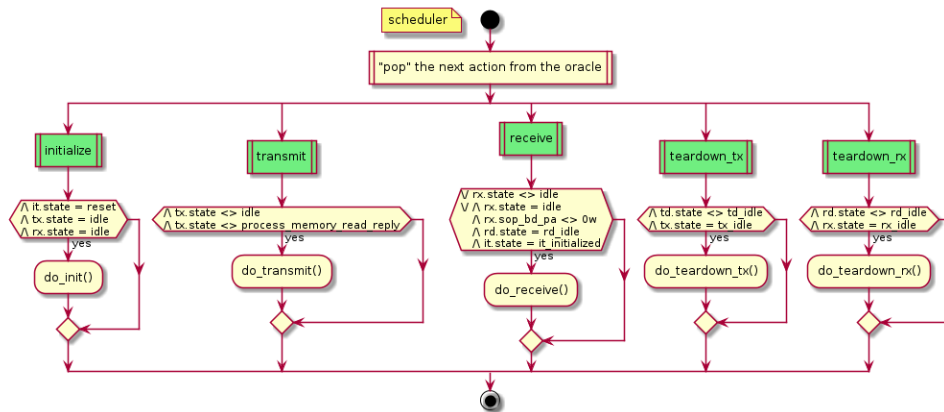 scheduler
"pop" the next action from the oracle
initialize
/\ it.state = reset
/\ tx.state = idle
/\ rx.state = idle
yes
do_init()
transmit
/\ tx.state <> idle
/\ tx.state <> process_memory_read_reply
yes
do_transmit()
receive
\/ rx.state <> idle
\/ /\ rx.state = idle
/\ rx.sop_bd_pa <> 0w
/\ rd.state = rd_idle
/\ it.state = it_initialized
yes
do_receive()
teardown_tx
/\ td.state <> td_idle
/\ tx.state = tx_idle
yes
do_teardown_tx()
teardown_rx
/\ rd.state <> rd_idle
/\ rx.state = rx_idle
yes
do_teardown_rx()